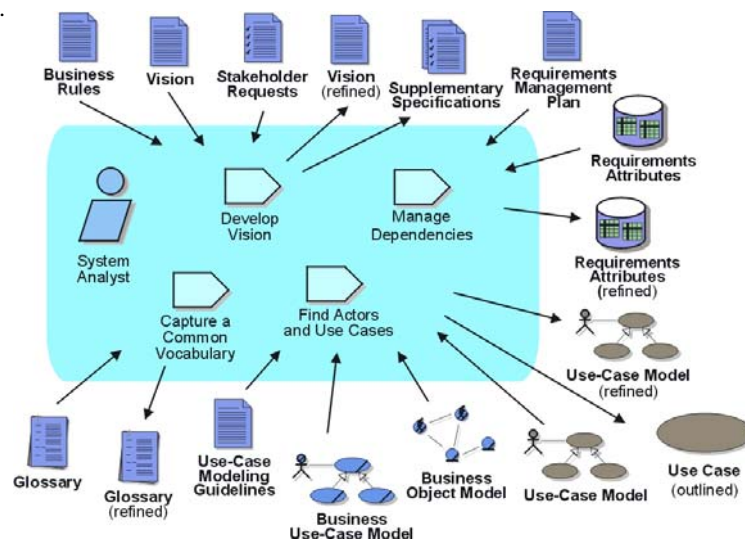 .
Business
Rules
Vision
Stakeholder
Requests
Vision
(refined)
Supplementary
Specifications
Requirements
Management
Plan
Requirements
Attributes
Develop
Vision
Manage
Dependencies
System
Analyst
Requirements
Attributes
(refined)
Capture a
Common
Vocabulary
Find Actors
and Use Cases
Use-Case Model
(refined)
Glossary
Glossary
(refined)
Use-Case
Modeling
Guidelines
Business
Use-Case Model
Business
Object Model
Use-Case Model
Use Case
(outlined)